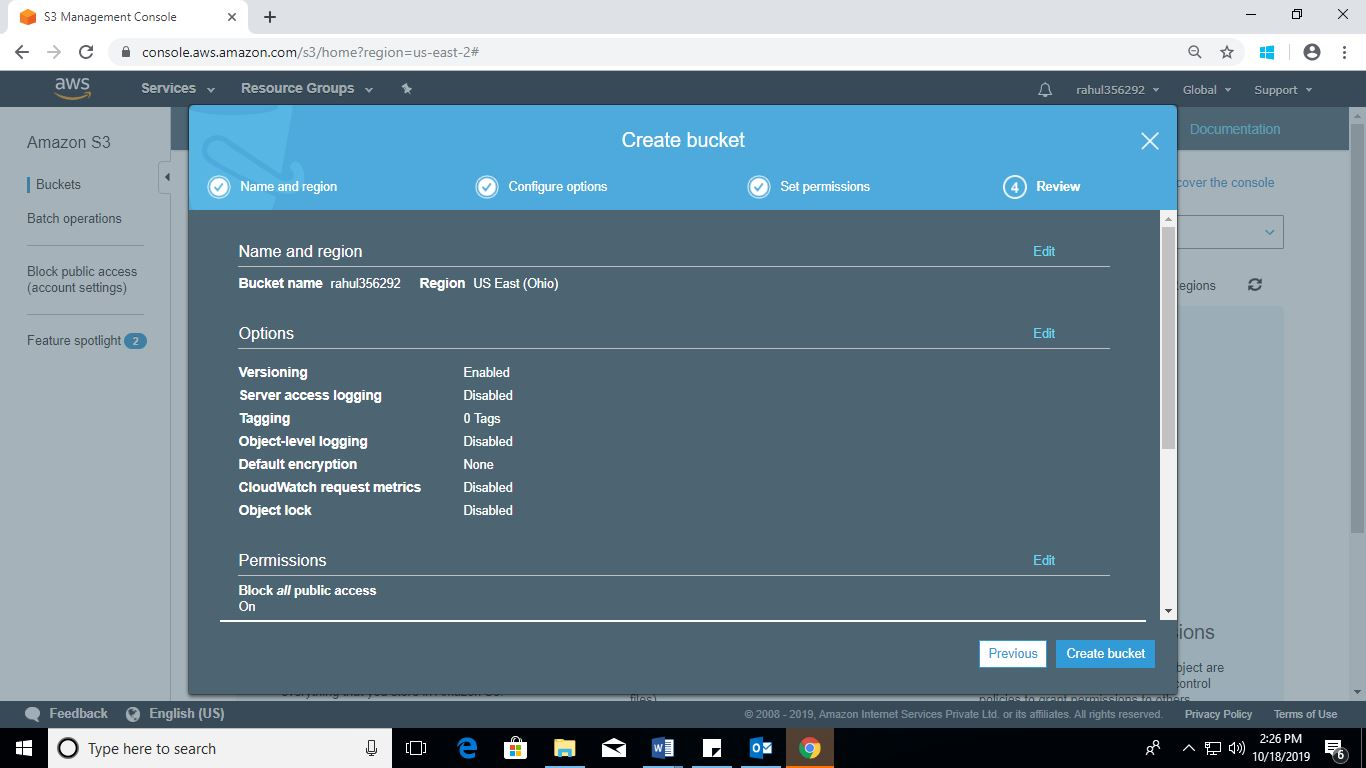 S3 Management Console
console.aws.amazon.com/s3/home?region=us-east-2#
aws Services Resource Groups rahul356292 Global Support
Documentation
Amazon S3
Buckets
Batch operations
Block public access
(account settings)
Feature spotlight 2
Create bucket
Name and region Configure options Set permissions 4 Review
cover the console
Name and region Edit
Bucket name rahul356292 Region US East (Ohio)
Options Edit
Versioning Enabled
Server access logging Disabled
Tagging 0 Tags
Object-level logging Disabled
Default encryption None
CloudWatch request metrics Disabled
Object lock Disabled
Permissions Edit
Block all public access
On
Previous Create bucket
Feedback English (US)
© 2008 - 2019, Amazon Internet Services Private Ltd. or its affiliates. All rights reserved. Privacy Policy Terms of Use
Type here to search
2:26 PM
10/18/2019
6